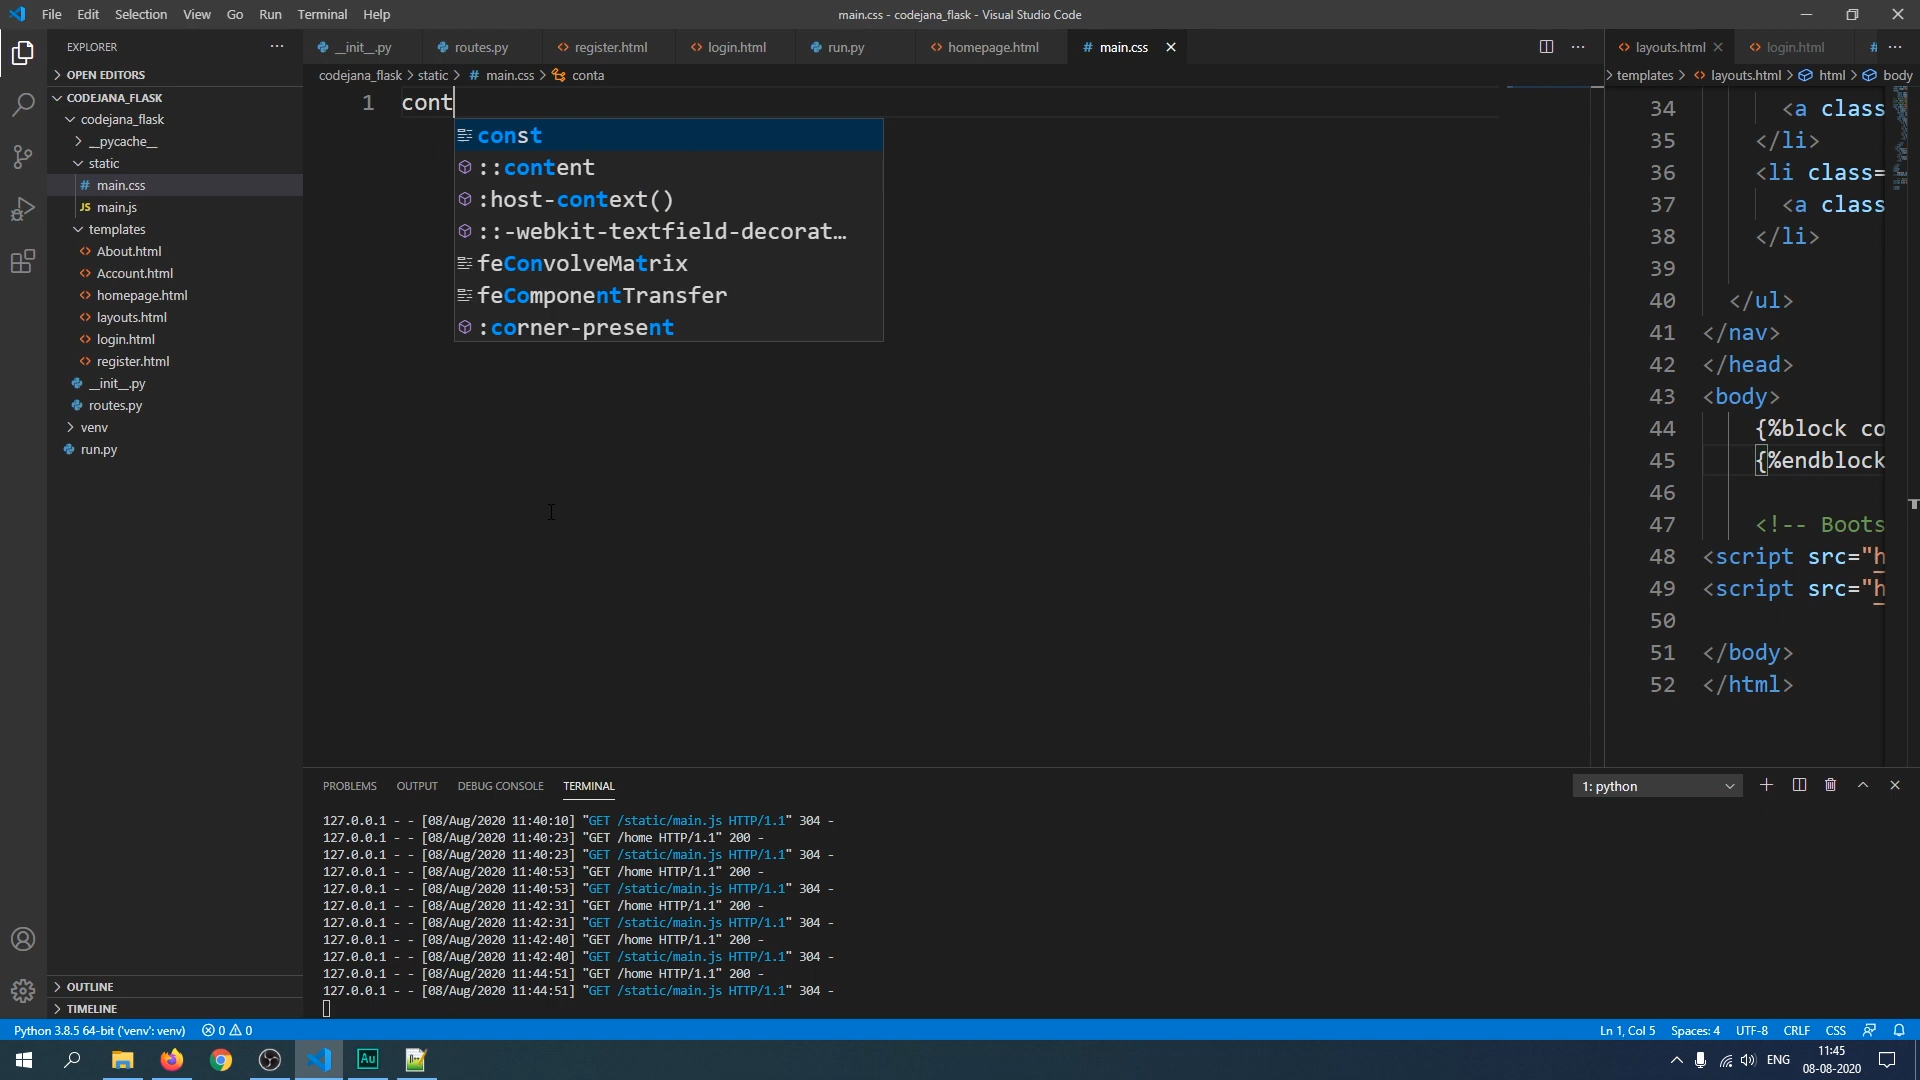 File Edit Selection View Go Run Terminal Help
main.css - codejana_flask - Visual Studio Code
EXPLORER
OPEN EDITORS
CODEJANA_FLASK
codejana_flask
__pycache__
static
# main.css
JS main.js
templates
<> About.html
<> Account.html
<> homepage.html
<> layouts.html
<> login.html
<> register.html
__init__.py
routes.py
venv
run.py
OUTLINE
TIMELINE
__init__.py routes.py <> register.html <> login.html run.py <> homepage.html # main.css
codejana_flask > static > # main.css > conta
1 cont
const
::content
:host-context()
::-webkit-textfield-decorat…
feConvolveMatrix
feComponentTransfer
:corner-present
<> layouts.html <> login.html #
> templates > <> layouts.html > html > body
34 <a class
35 </li>
36 <li class=
37 <a class
38 </li>
39
40 </ul>
41 </nav>
42 </head>
43 <body>
44 {%block co
45 {%endblock
46
47 <!-- Boots
48 <script src="h
49 <script src="h
50
51 </body>
52 </html>
PROBLEMS OUTPUT DEBUG CONSOLE TERMINAL
1: python
127.0.0.1 - - [08/Aug/2020 11:40:10] "GET /static/main.js HTTP/1.1" 304 -
127.0.0.1 - - [08/Aug/2020 11:40:23] "GET /home HTTP/1.1" 200 -
127.0.0.1 - - [08/Aug/2020 11:40:23] "GET /static/main.js HTTP/1.1" 304 -
127.0.0.1 - - [08/Aug/2020 11:40:53] "GET /home HTTP/1.1" 200 -
127.0.0.1 - - [08/Aug/2020 11:40:53] "GET /static/main.js HTTP/1.1" 304 -
127.0.0.1 - - [08/Aug/2020 11:42:31] "GET /home HTTP/1.1" 200 -
127.0.0.1 - - [08/Aug/2020 11:42:31] "GET /static/main.js HTTP/1.1" 304 -
127.0.0.1 - - [08/Aug/2020 11:42:40] "GET /home HTTP/1.1" 200 -
127.0.0.1 - - [08/Aug/2020 11:42:40] "GET /static/main.js HTTP/1.1" 304 -
127.0.0.1 - - [08/Aug/2020 11:44:51] "GET /home HTTP/1.1" 200 -
127.0.0.1 - - [08/Aug/2020 11:44:51] "GET /static/main.js HTTP/1.1" 304 -
Python 3.8.5 64-bit ('venv': venv) 0 0
Ln 1, Col 5 Spaces: 4 UTF-8 CRLF CSS
Au
ENG
11:45
08-08-2020